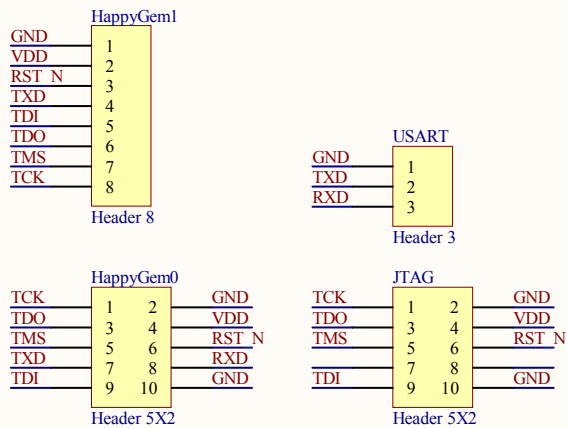 HappyGem1
GND 1
VDD 2
RST N 3
TXD 4
TDI 5
TDO 6
TMS 7
TCK 8
Header 8
USART
GND 1
TXD 2
RXD 3
Header 3
HappyGem0
TCK 1 2 GND
TDO 3 4 VDD
TMS 5 6 RST N
TXD 7 8 RXD
TDI 9 10 GND
Header 5X2
JTAG
TCK 1 2 GND
TDO 3 4 VDD
TMS 5 6 RST N
7 8
TDI 9 10 GND
Header 5X2